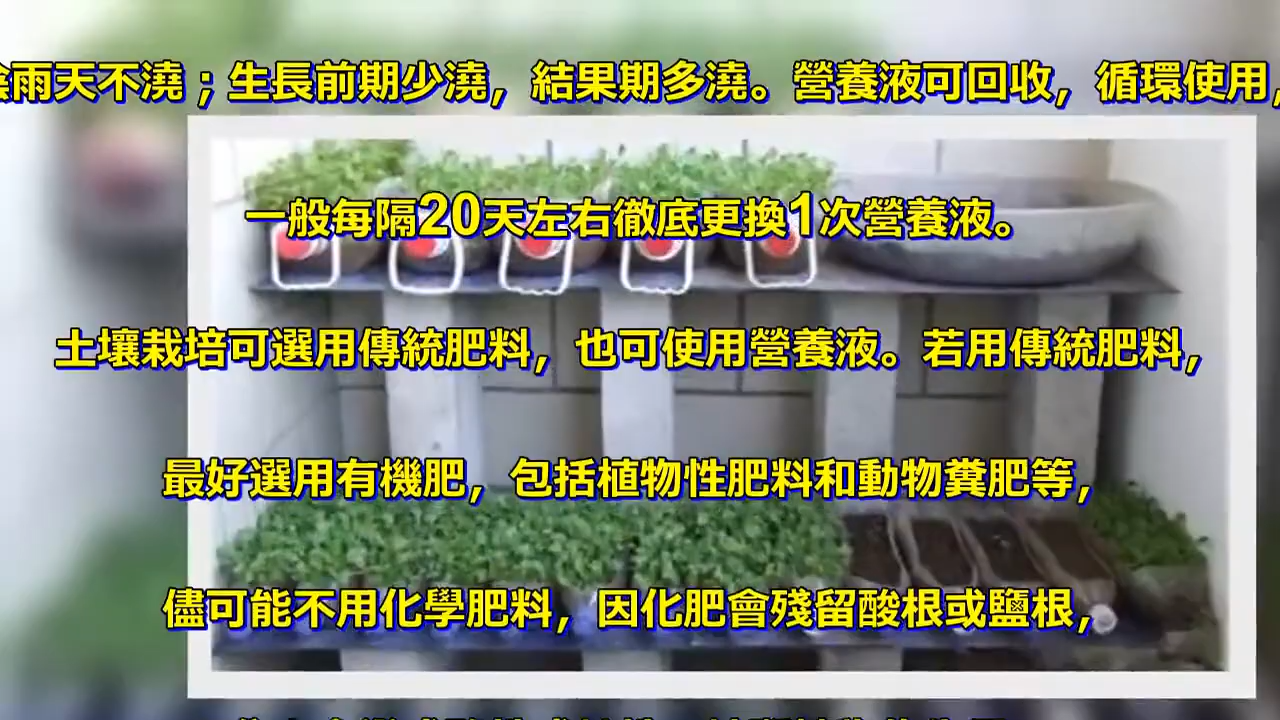 雨天不澆；生長前期少澆，結果期多澆。營養液可回收，循環使用，
一般每隔20天左右徹底更換1次營養液。
土壤栽培可選用傳統肥料，也可使用營養液。若用傳統肥料，
最好選用有機肥，包括植物性肥料和動物糞肥等，
儘可能不用化學肥料，因化肥會殘留酸根或鹽根，